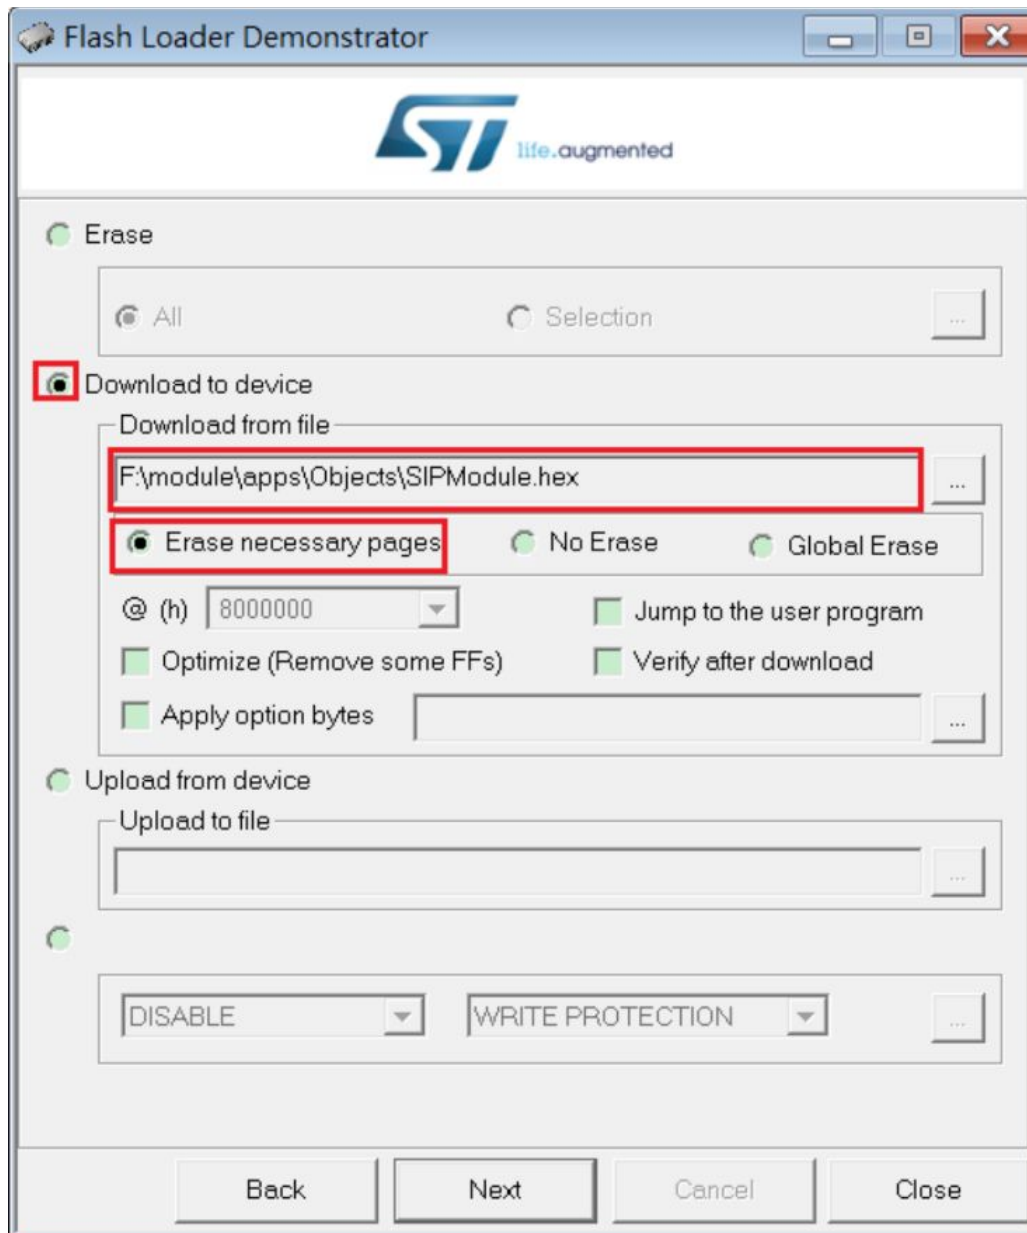 Flash Loader Demonstrator
ST life.augmented
Erase
All Selection ...
Download to device
Download from file
F:\module\apps\Objects\SIPModule.hex ...
Erase necessary pages No Erase Global Erase
@ (h) 8000000 Jump to the user program
Optimize (Remove some FFs) Verify after download
Apply option bytes ...
Upload from device
Upload to file
...
DISABLE WRITE PROTECTION ...
Back Next Cancel Close